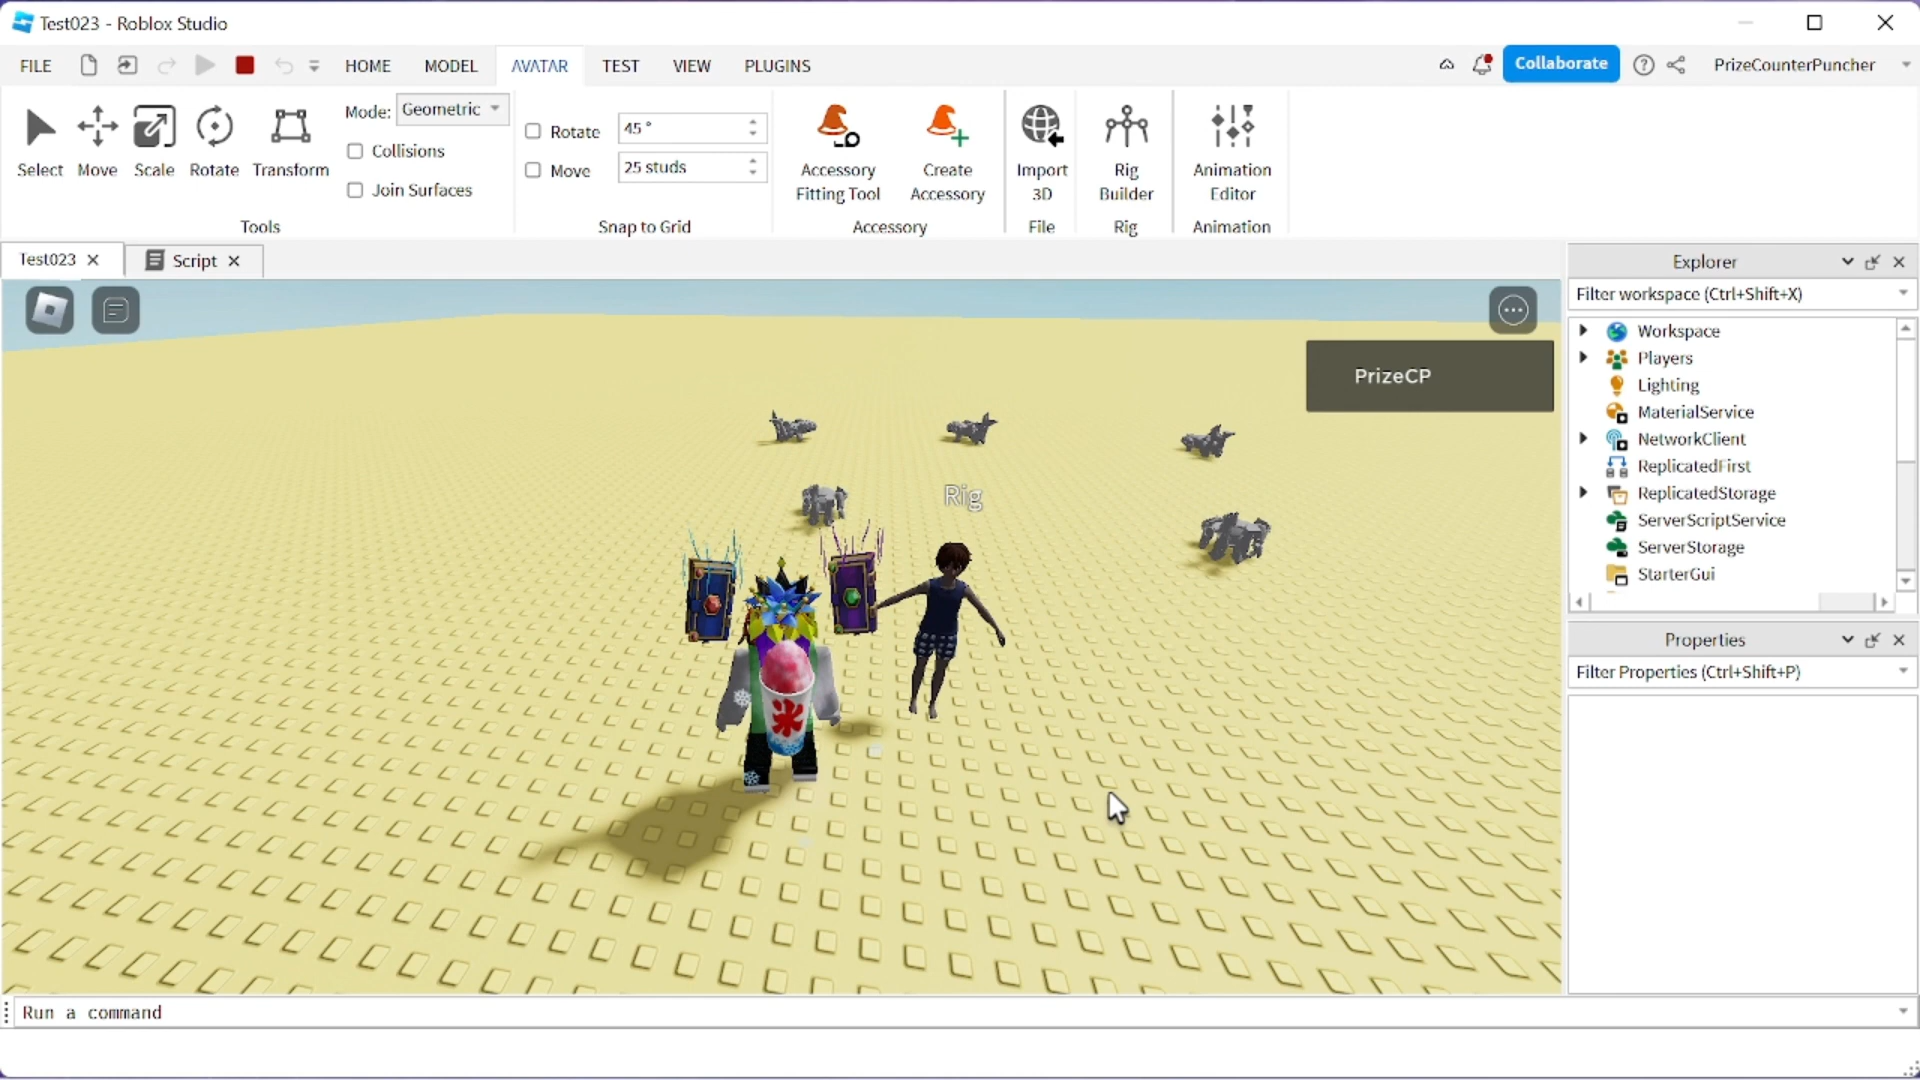 Test023 - Roblox Studio
FILE HOME MODEL AVATAR TEST VIEW PLUGINS Collaborate PrizeCounterPuncher
Select Move Scale Rotate Transform
Mode: Geometric
Collisions
Join Surfaces
Tools
Rotate 45 °
Move 25 studs
Snap to Grid
Accessory
Fitting Tool
Create
Accessory
Accessory
Import
3D
File
Rig
Builder
Rig
Animation
Editor
Animation
Test023 Script
PrizeCP
Rig
氷
Explorer
Filter workspace (Ctrl+Shift+X)
Workspace
Players
Lighting
MaterialService
NetworkClient
ReplicatedFirst
ReplicatedStorage
ServerScriptService
ServerStorage
StarterGui
Properties
Filter Properties (Ctrl+Shift+P)
Run a command